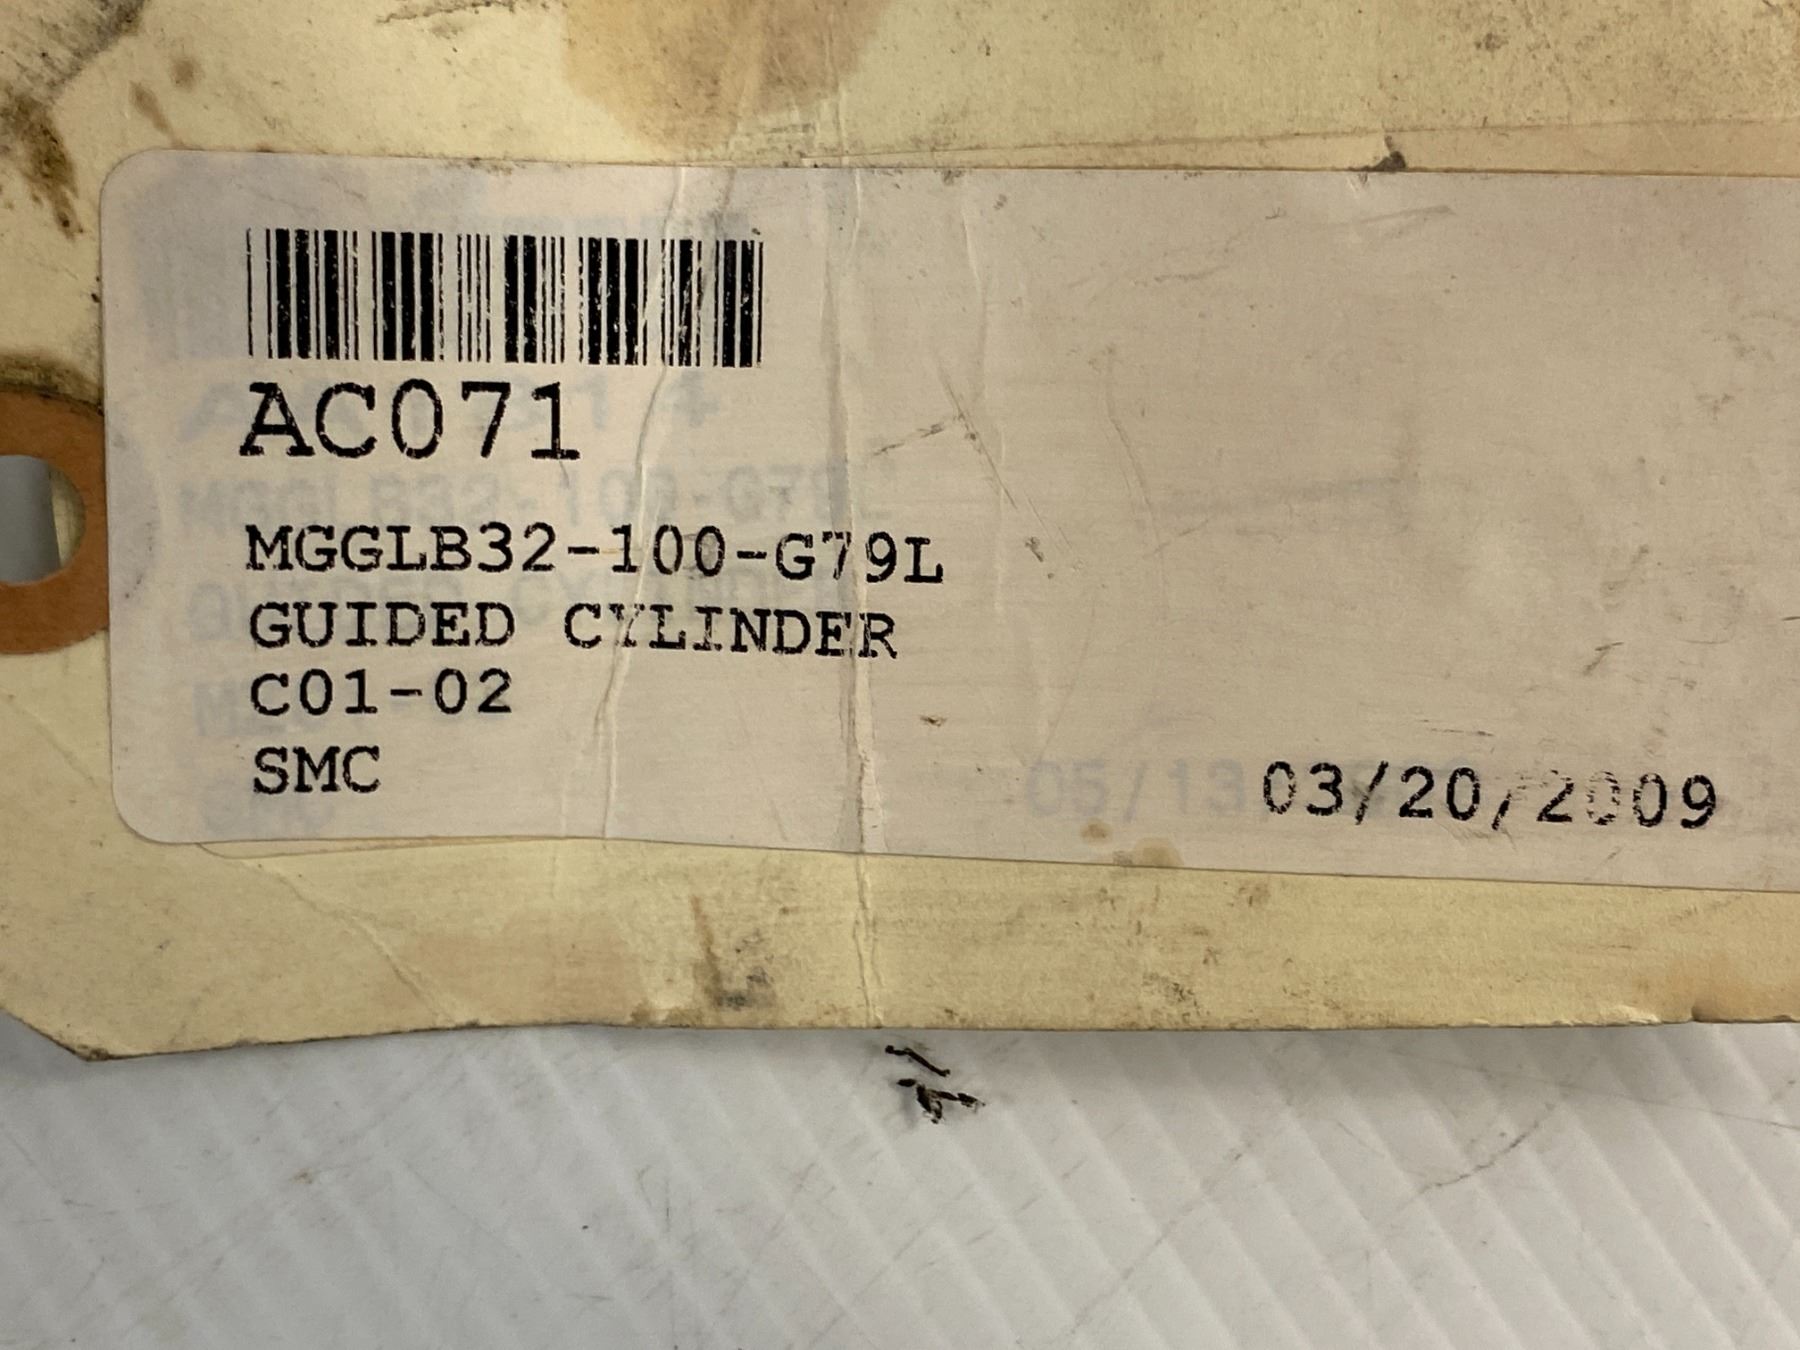 AC071
MGGLB32-100-G79L
GUIDED CYLINDER
C01-02
SMC
03/20/2009